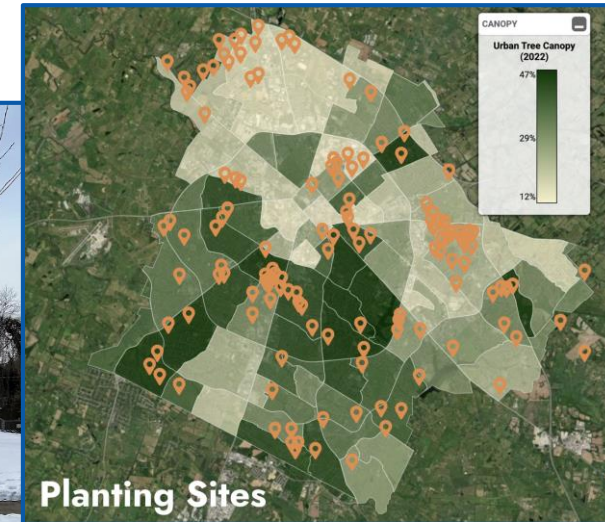 CANOPY
Urban Tree Canopy
(2022)
47%
29%
12%
Planting Sites